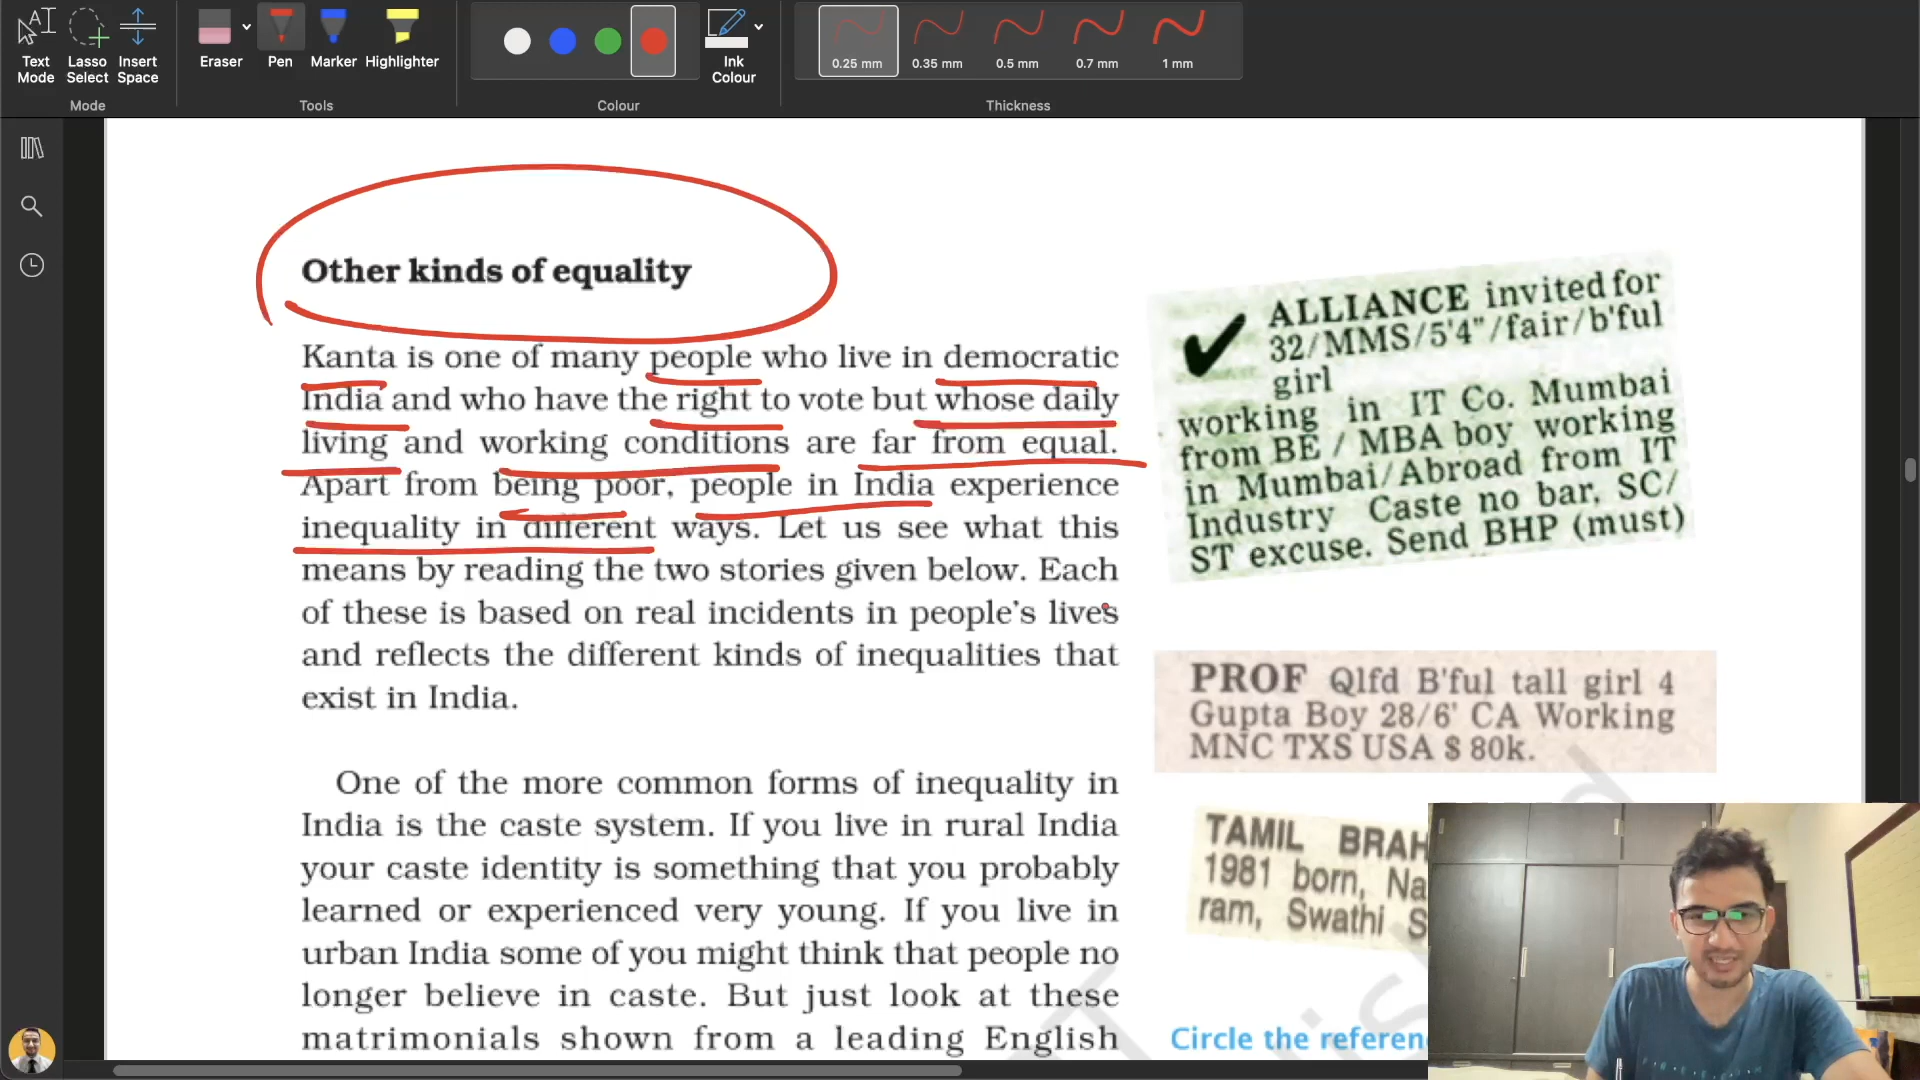 Text Mode
Lasso Select
Insert Space
Mode
Eraser
Pen
Marker
Highlighter
Tools
Colour
Ink Colour
0.25 mm
0.35 mm
0.5 mm
0.7 mm
1 mm
Thickness
Other kinds of equality
Kanta is one of many people who live in democratic
India and who have the right to vote but whose daily
living and working conditions are far from equal.
Apart from being poor, people in India experience
inequality in different ways. Let us see what this
means by reading the two stories given below. Each
of these is based on real incidents in people's lives
and reflects the different kinds of inequalities that
exist in India.
One of the more common forms of inequality in
India is the caste system. If you live in rural India
your caste identity is something that you probably
learned or experienced very young. If you live in
urban India some of you might think that people no
longer believe in caste. But just look at these
matrimonials shown from a leading English
ALLIANCE invited for
32/MMS/5'4"/fair/b'ful
girl
working in IT Co. Mumbai
from BE / MBA boy working
in Mumbai/Abroad from IT
Industry Caste no bar, SC/
ST excuse. Send BHP (must)
PROF Qlfd B'ful tall girl 4
Gupta Boy 28/6' CA Working
MNC TXS USA $ 80k.
TAMIL BRAH
1981 born, Na
ram, Swathi S
Circle the referen